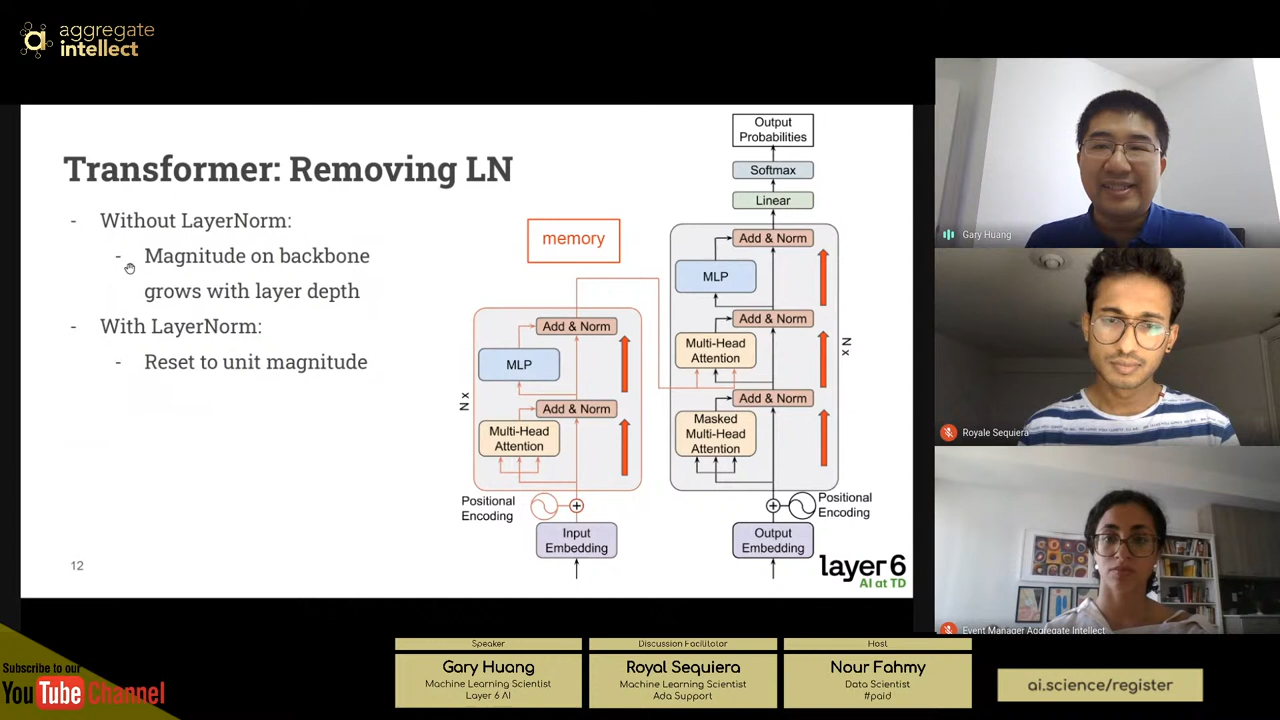 aggregate
intellect
Transformer: Removing LN
- Without LayerNorm:
- Magnitude on backbone
grows with layer depth
- With LayerNorm:
- Reset to unit magnitude
12
memory
Add & Norm
MLP
Add & Norm
Multi-Head
Attention
N x
Positional
Encoding
Input
Embedding
Output
Probabilities
Softmax
Linear
Add & Norm
MLP
Add & Norm
Multi-Head
Attention
N x
Add & Norm
Masked
Multi-Head
Attention
Positional
Encoding
Output
Embedding
layer 6
AI at TD
Gary Huang
Royale Sequiera
Event Manager Aggregate Intellect
Subscribe to our
YouTube Channel
Speaker
Gary Huang
Machine Learning Scientist
Layer 6 AI
Discussion Facilitator
Royal Sequiera
Machine Learning Scientist
Ada Support
Host
Nour Fahmy
Data Scientist
#paid
ai.science/register